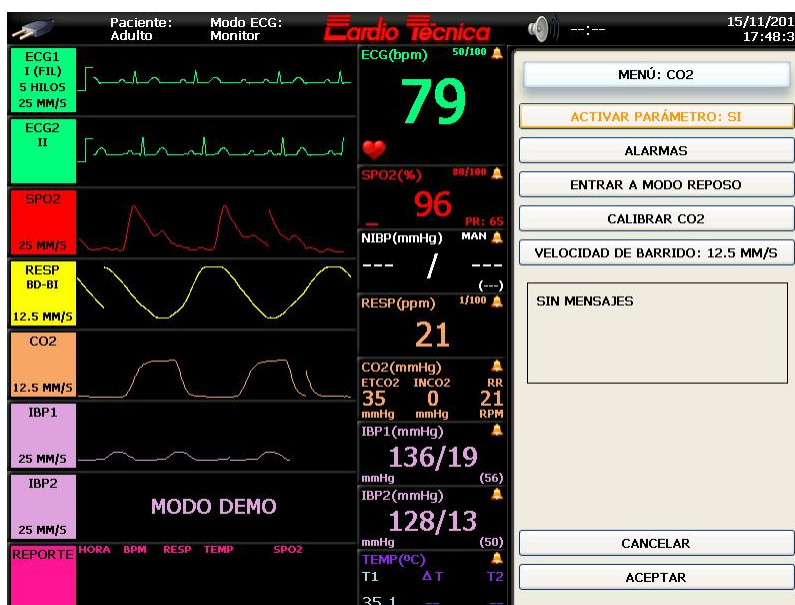 Paciente: Modo ECG:
Adulto Monitor
Cardio Técnica
--:--
15/11/201
17:48:3
ECG1
I (FIL)
5 HILOS
25 MM/S
ECG2
II
SPO2
25 MM/S
RESP
BD-BI
12.5 MM/S
CO2
12.5 MM/S
IBP1
25 MM/S
IBP2
25 MM/S
MODO DEMO
REPORTE HORA BPM RESP TEMP SPO2
ECG(bpm) 50/100
79
SPO2(%) 80/100
96
PR: 65
NIBP(mmHg) MAN
--- / ---
(---)
RESP(ppm) 1/100
21
CO2(mmHg)
ETCO2 INCO2 RR
35 0 21
mmHg mmHg RPM
IBP1(mmHg)
136/19
mmHg (56)
IBP2(mmHg)
128/13
mmHg (50)
TEMP(ºC)
T1 ΔT T2
35.1 -- --
MENÚ: CO2
ACTIVAR PARÁMETRO: SI
ALARMAS
ENTRAR A MODO REPOSO
CALIBRAR CO2
VELOCIDAD DE BARRIDO: 12.5 MM/S
SIN MENSAJES
CANCELAR
ACEPTAR